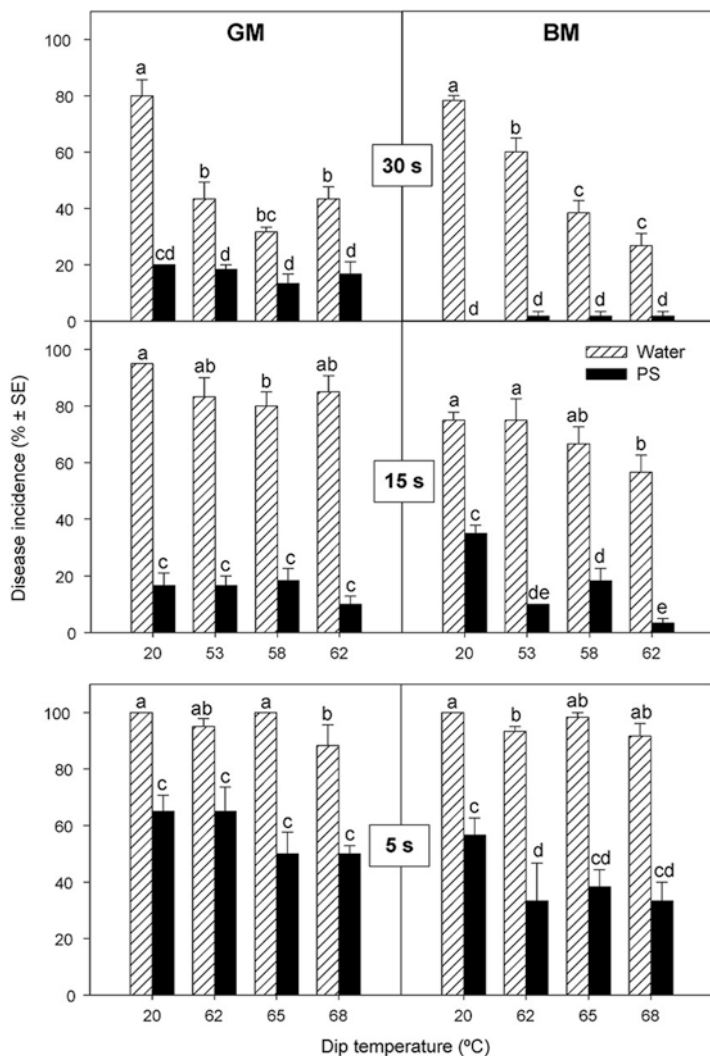 GM BM
100
80
60
40
20
0
a
b
bc
b
cd
d
d
d
a
b
c
c
d
d
d
d
30 s
Water
PS
100
80
60
40
20
0
a
ab
b
ab
c
c
c
c
a
a
ab
b
c
de
d
e
15 s
20 53 58 62 20 53 58 62
Disease incidence (% ± SE)
100
80
60
40
20
0
a
ab
a
b
c
c
c
c
a
b
ab
ab
c
d
cd
cd
5 s
20 62 65 68 20 62 65 68
Dip temperature (ºC)